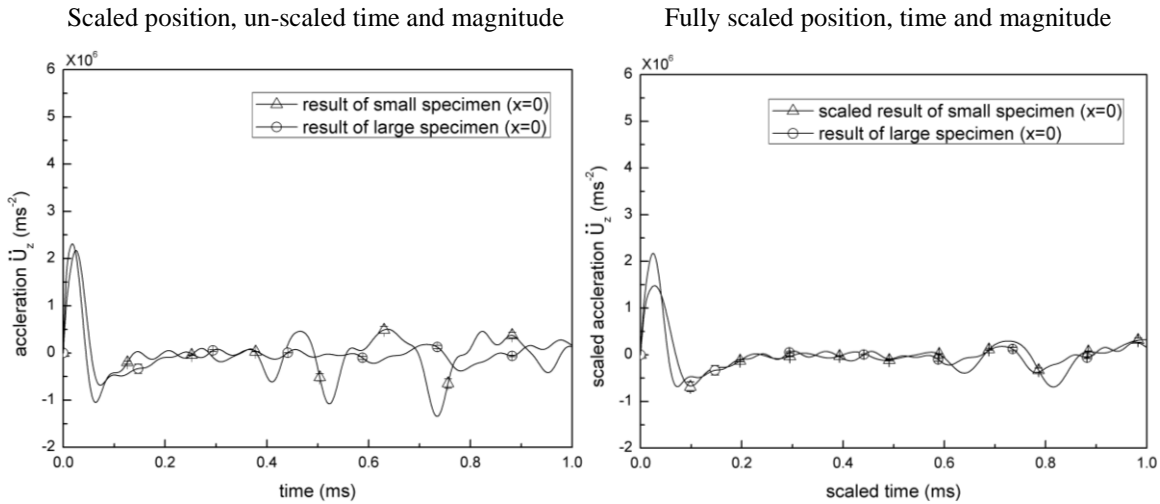 Scaled position, un-scaled time and magnitude
X10⁶
6
5
4
3
2
1
0
-1
-2
accleration Ü_z (ms⁻²)
result of small specimen (x=0)
result of large specimen (x=0)
0.0 0.2 0.4 0.6 0.8 1.0
time (ms)
Fully scaled position, time and magnitude
X10⁶
6
5
4
3
2
1
0
-1
-2
scaled accleration Ü_z (ms⁻²)
scaled result of small specimen (x=0)
result of large specimen (x=0)
0.0 0.2 0.4 0.6 0.8 1.0
scaled time (ms)